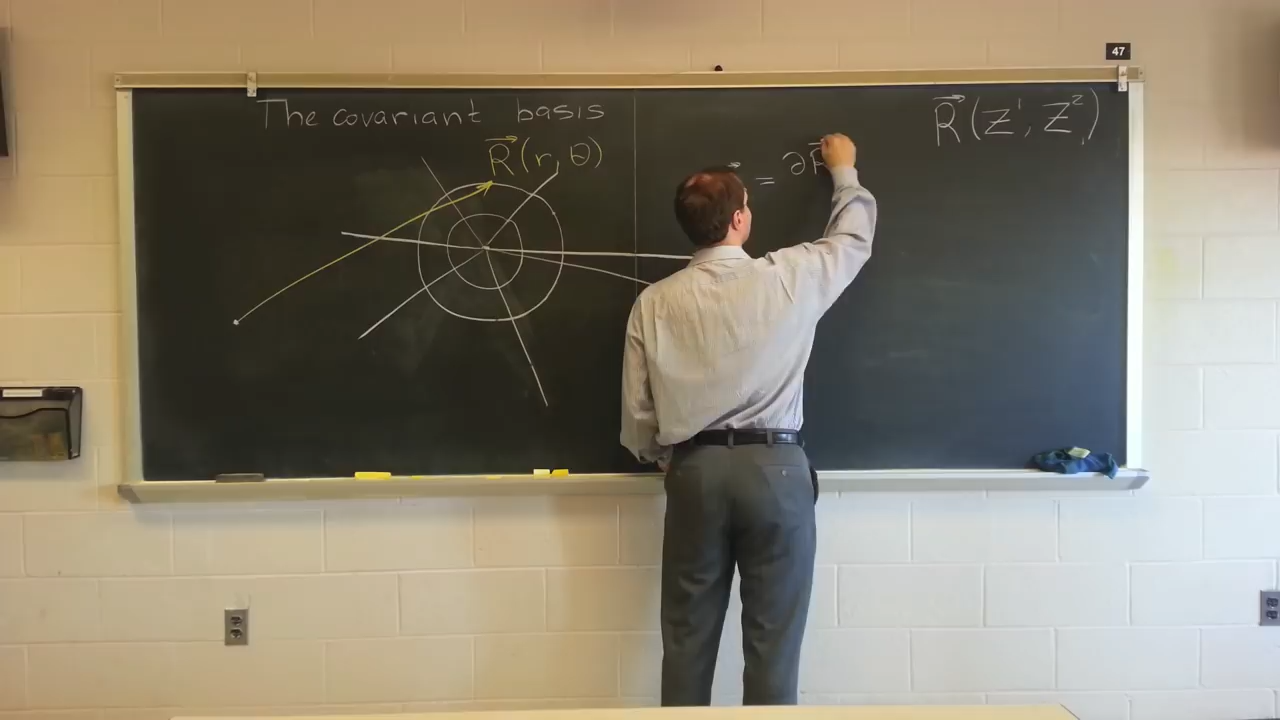 The covariant basis
R⃗(r, θ)
= ∂R⃗
R⃗(Z¹, Z²)
47